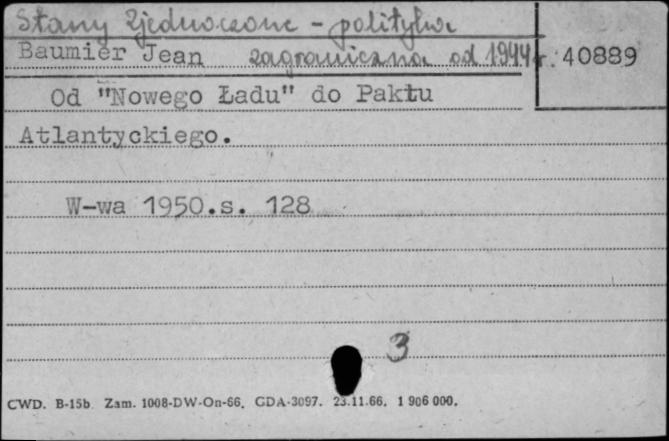 Stany Zjednoczone - polityka
Baumier Jean zagraniczna od 1944 r. 40889
Od "Nowego Ładu" do Paktu
Atlantyckiego.
W-wa 1950.s. 128
3
CWD. B-15b. Zam. 1008-DW-On-66. GDA-3097. 23.11.66. 1 906 000.